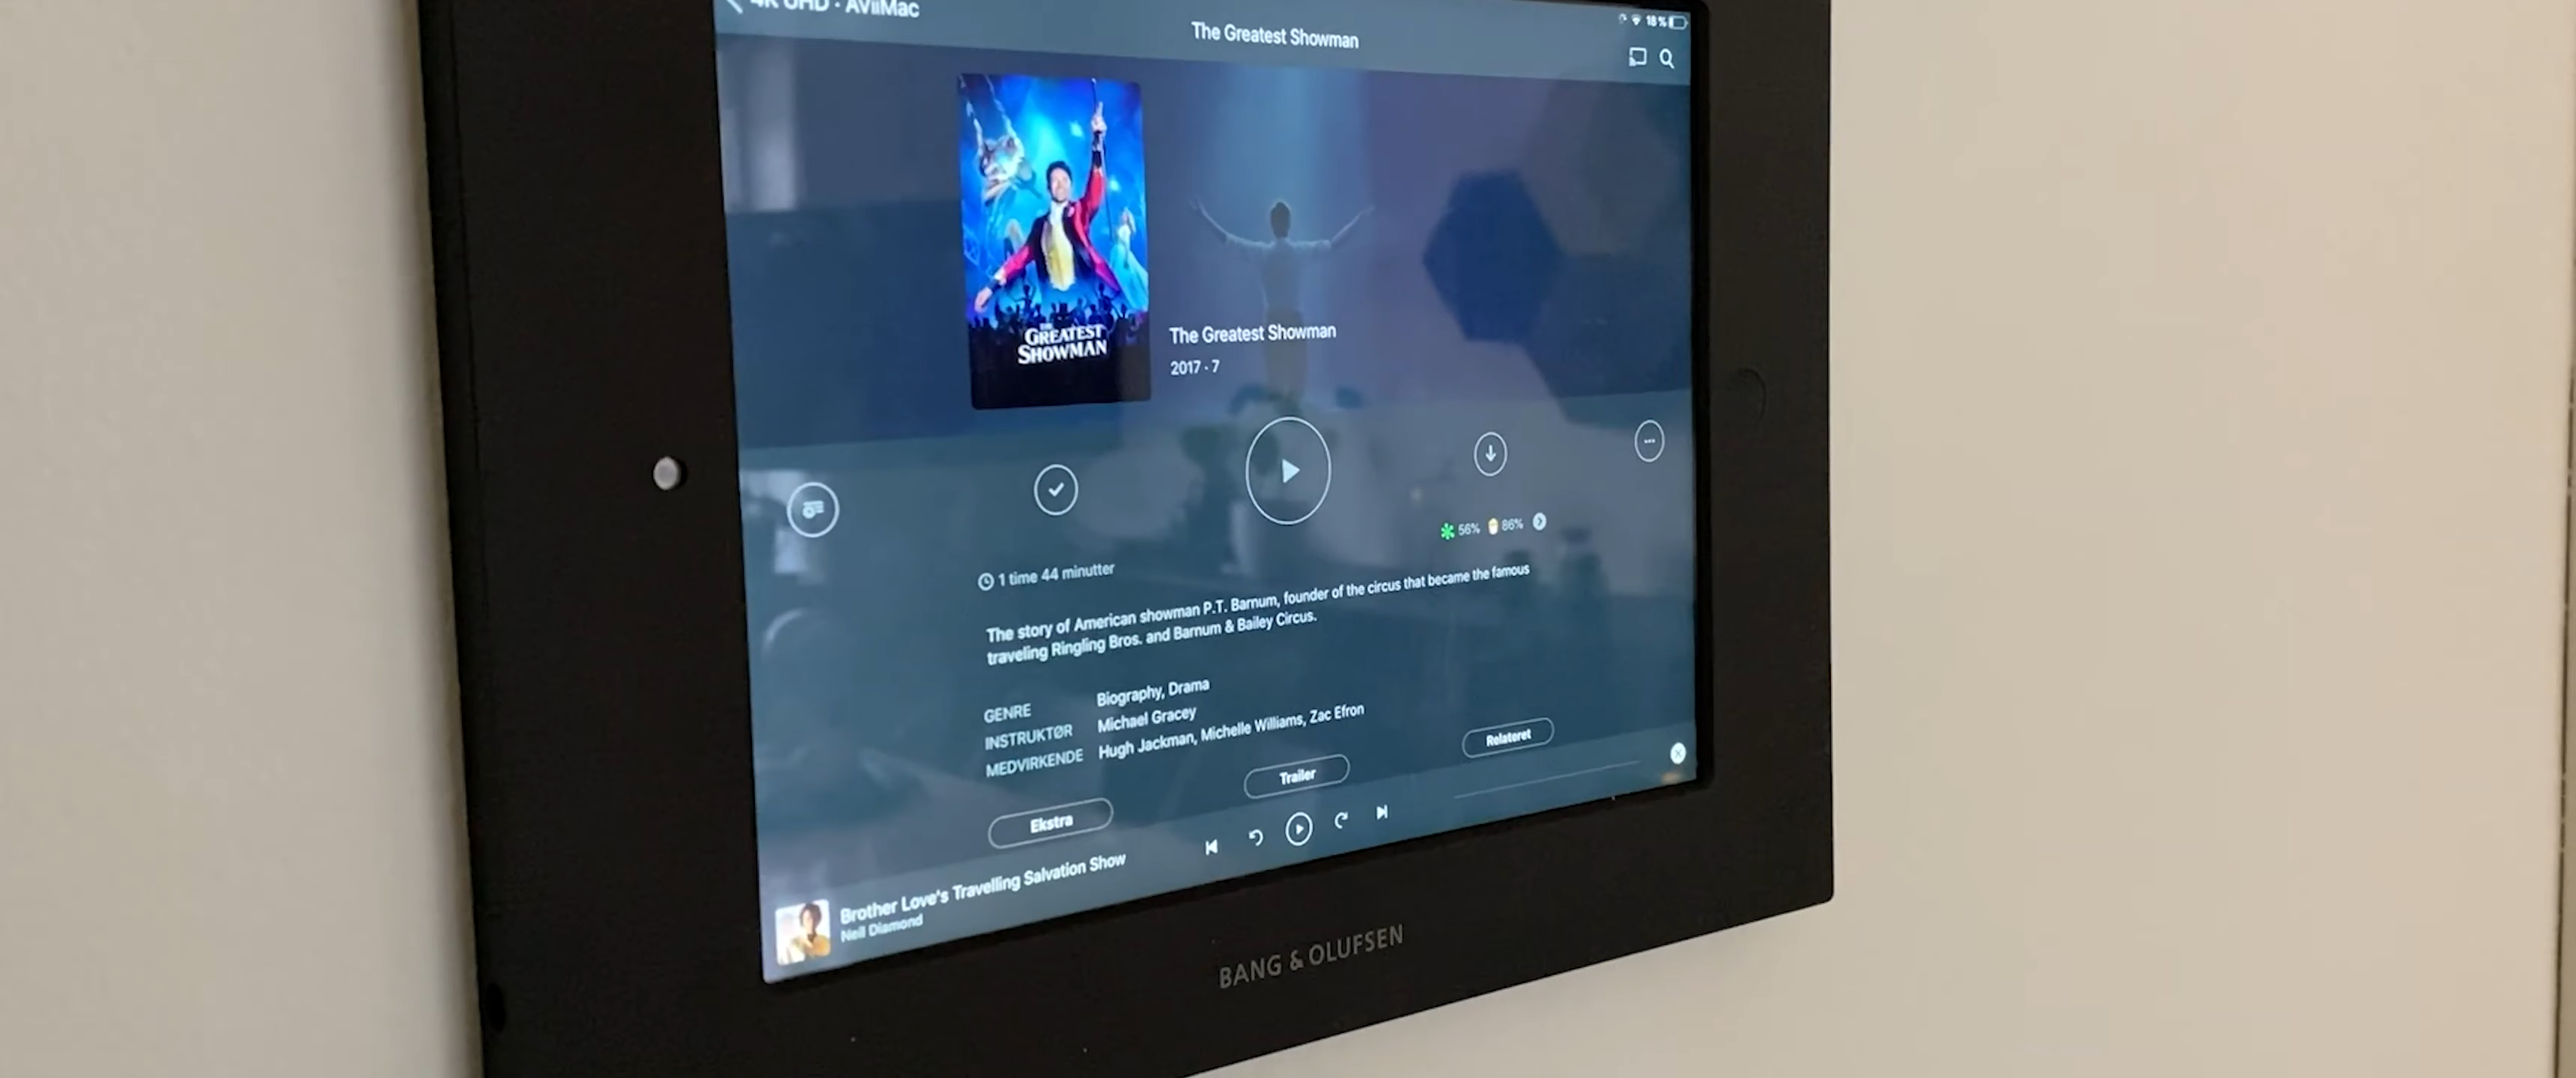 4K UHD · AViiMac
The Greatest Showman
18 %
THE
GREATEST
SHOWMAN
The Greatest Showman
2017 · 7
56% 86%
1 time 44 minutter
The story of American showman P.T. Barnum, founder of the circus that became the famous
traveling Ringling Bros. and Barnum & Bailey Circus.
GENRE Biography, Drama
INSTRUKTØR Michael Gracey
MEDVIRKENDE Hugh Jackman, Michelle Williams, Zac Efron
Ekstra
Trailer
Relateret
Brother Love's Travelling Salvation Show
Neil Diamond
BANG & OLUFSEN